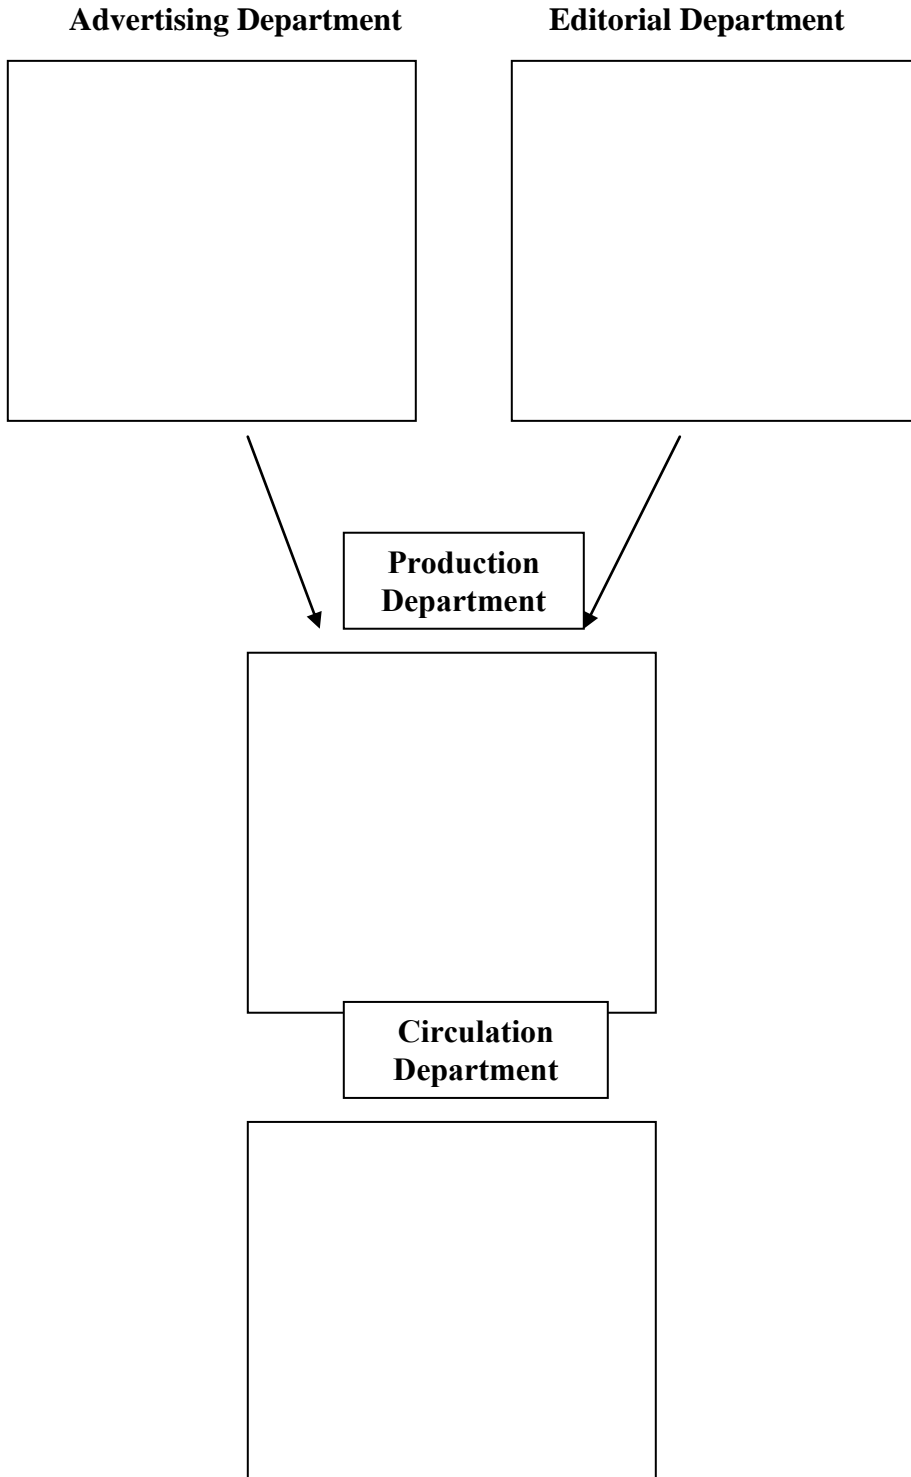 Advertising Department
Editorial Department
Production
Department
Circulation
Department